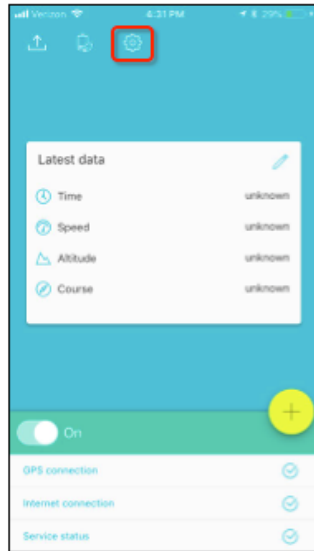 Verizon 4:31 PM 29%
Latest data
Time unknown
Speed unknown
Altitude unknown
Course unknown
+
On
GPS connection
Internet connection
Service status